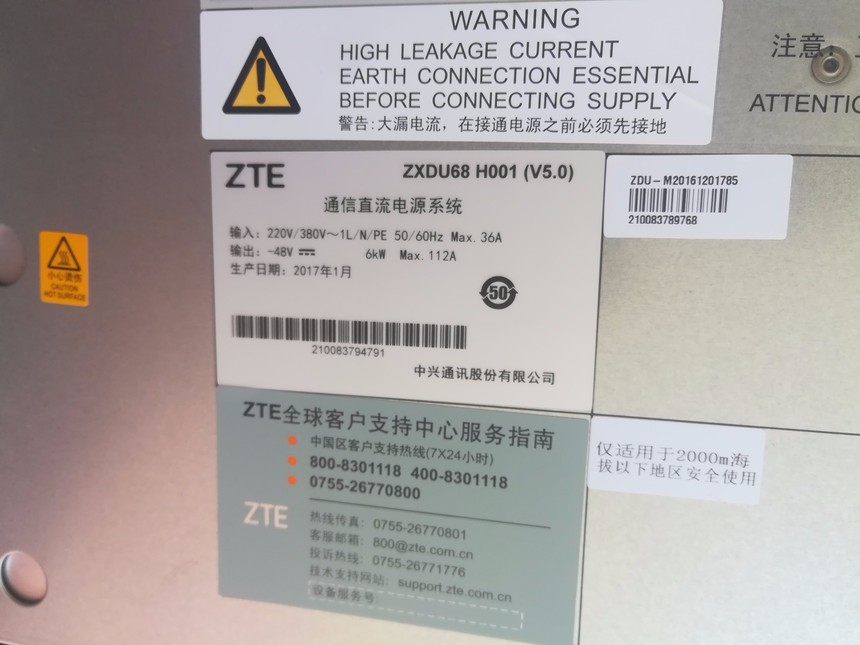 WARNING
HIGH LEAKAGE CURRENT
EARTH CONNECTION ESSENTIAL
BEFORE CONNECTING SUPPLY
警告:大漏电流，在接通电源之前必须先接地
注意:
ATTENTIO
ZTE
ZXDU68 H001 (V5.0)
通信直流电源系统
输入: 220V/380V～1L/N/PE 50/60Hz Max.36A
输出: -48V ⎓ 6kW Max.112A
生产日期: 2017年1月
50
210083794791
中兴通讯股份有限公司
ZDU-M20161201785
210083789768
小心烫伤
CAUTION
HOT SURFACE
ZTE全球客户支持中心服务指南
中国区客户支持热线(7X24小时)
800-8301118 400-8301118
0755-26770800
ZTE
热线传真: 0755-26770801
客服邮箱: 800@zte.com.cn
投诉热线: 0755-26771776
技术支持网站: support.zte.com.cn
设备服务号:
仅适用于2000m海
拔以下地区安全使用